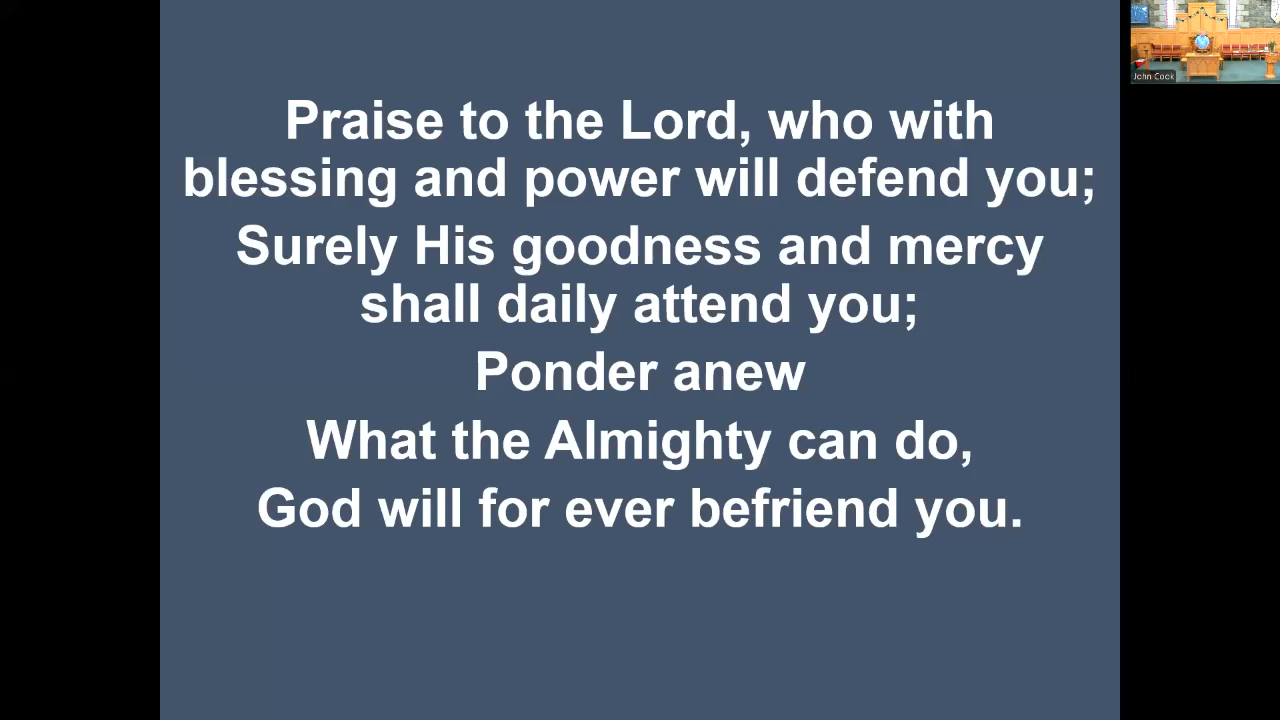 Praise to the Lord, who with
blessing and power will defend you;
Surely His goodness and mercy
shall daily attend you;
Ponder anew
What the Almighty can do,
God will for ever befriend you.
John Cook